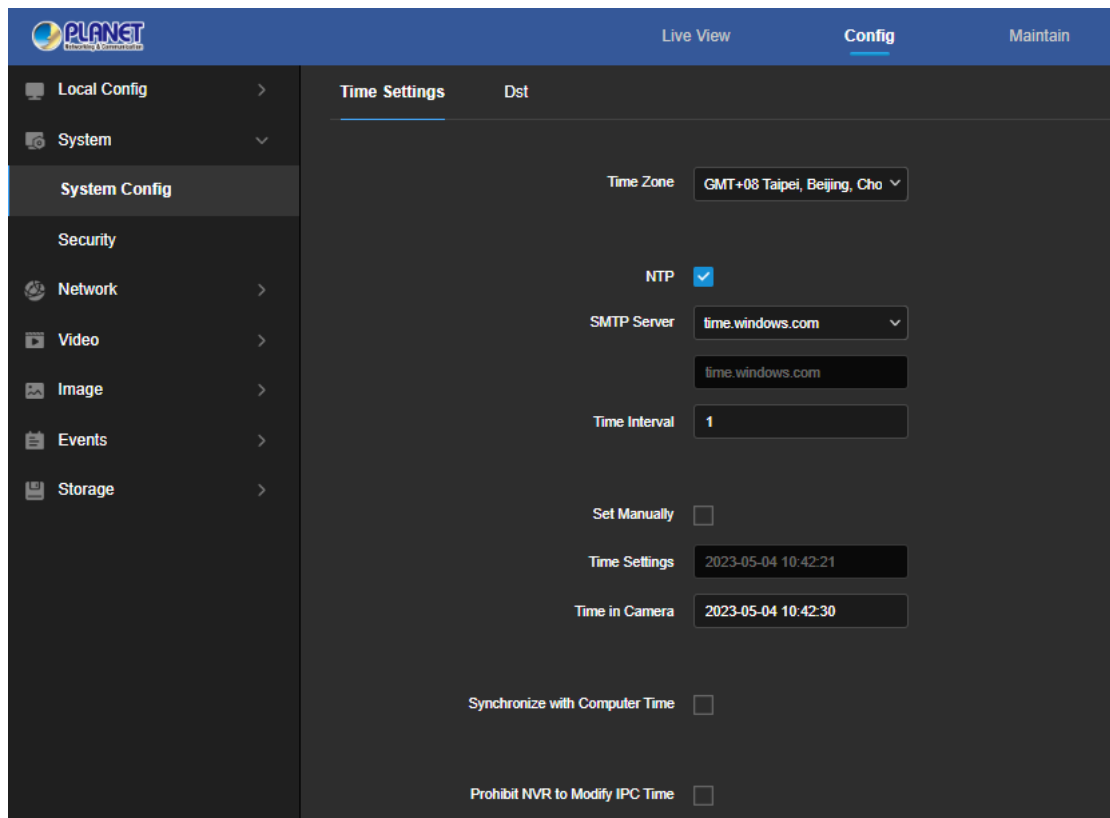 PLANET
Networking & Communication
Live View
Config
Maintain
Local Config
System
System Config
Security
Network
Video
Image
Events
Storage
Time Settings
Dst
Time Zone
GMT+08 Taipei, Beijing, Cho
NTP
SMTP Server
time.windows.com
time.windows.com
Time Interval
1
Set Manually
Time Settings
2023-05-04 10:42:21
Time in Camera
2023-05-04 10:42:30
Synchronize with Computer Time
Prohibit NVR to Modify IPC Time